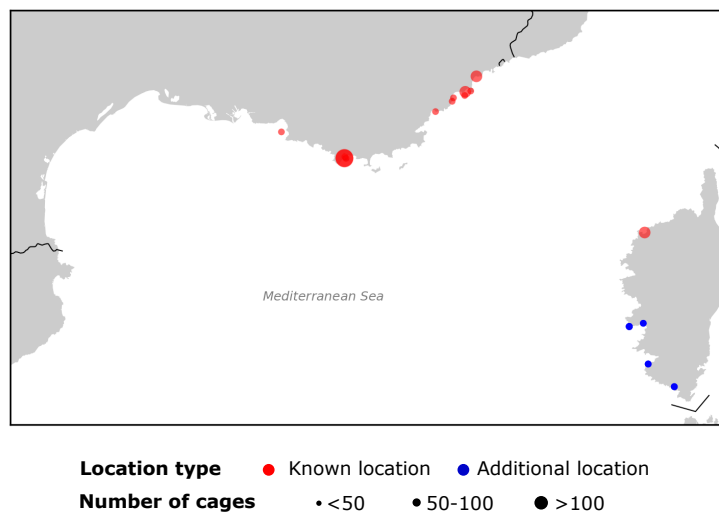 Mediterranean Sea
Location type Known location Additional location
Number of cages <50 50-100 >100